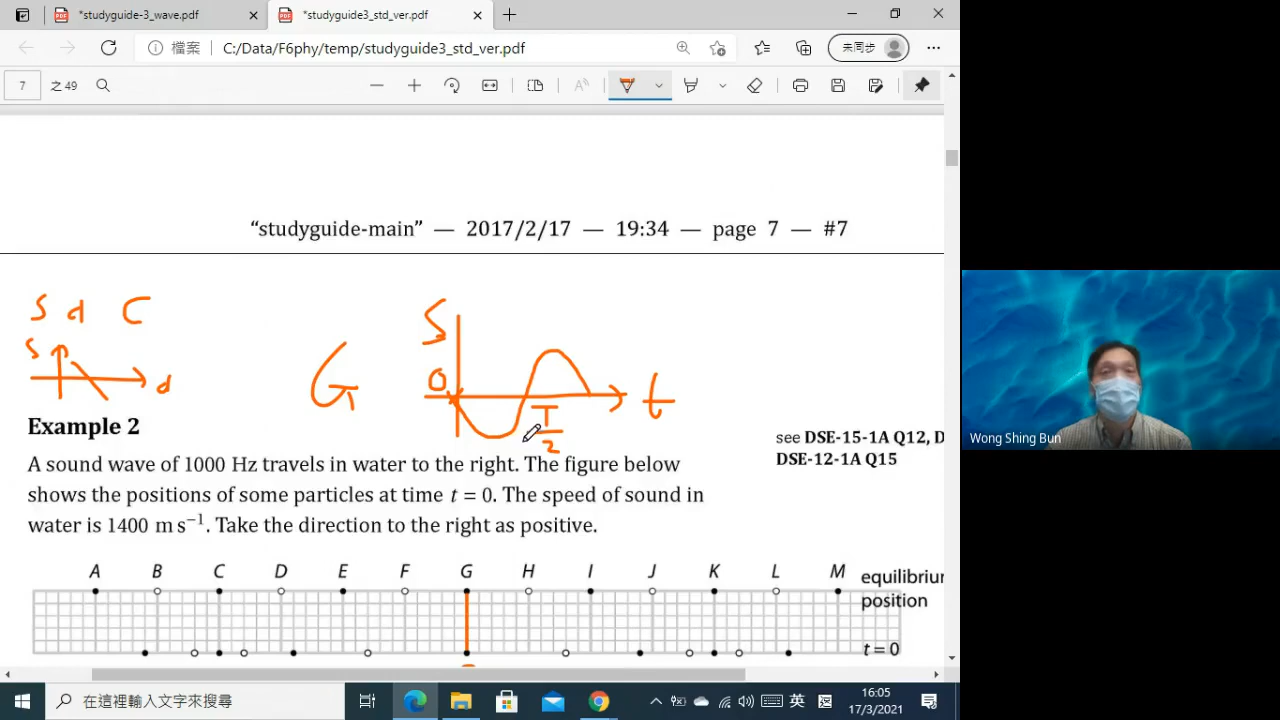 *studyguide-3_wave.pdf
*studyguide3_std_ver.pdf
檔案
C:/Data/F6phy/temp/studyguide3_std_ver.pdf
未同步
7
之 49
"studyguide-main" — 2017/2/17 — 19:34 — page 7 — #7
S d C
S
d
G
S
0
t
T
2
Example 2
see DSE-15-1A Q12, D
DSE-12-1A Q15
A sound wave of 1000 Hz travels in water to the right. The figure below
shows the positions of some particles at time t = 0. The speed of sound in
water is 1400 m s⁻¹. Take the direction to the right as positive.
A B C D E F G H I J K L M
equilibriun
position
t = 0
Wong Shing Bun
在這裡輸入文字來搜尋
英
16:05
17/3/2021